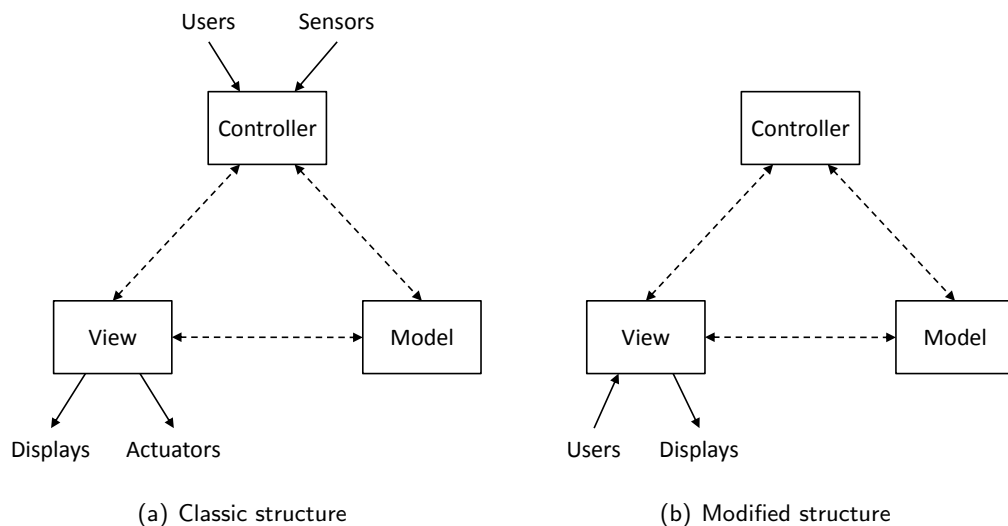 Users Sensors
Controller
View Model
Displays Actuators
(a) Classic structure
Controller
View Model
Users Displays
(b) Modified structure